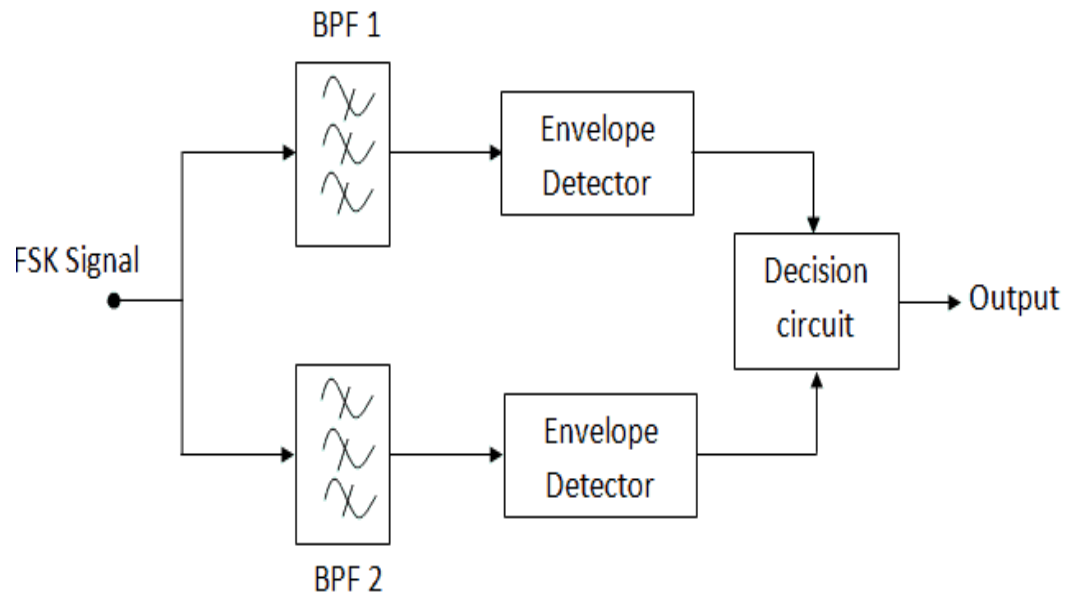 BPF 1
Envelope
Detector
FSK Signal
Decision
circuit
Output
Envelope
Detector
BPF 2